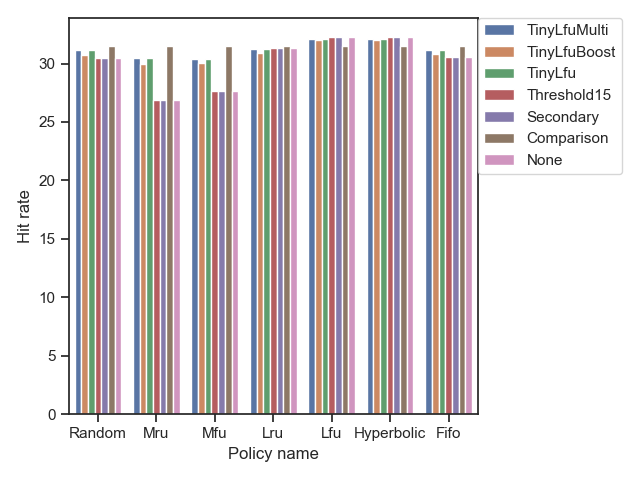 TinyLfuMulti
TinyLfuBoost
TinyLfu
Threshold15
Secondary
Comparison
None
Hit rate
30
25
20
15
10
5
0
Random Mru Mfu Lru Lfu Hyperbolic Fifo
Policy name